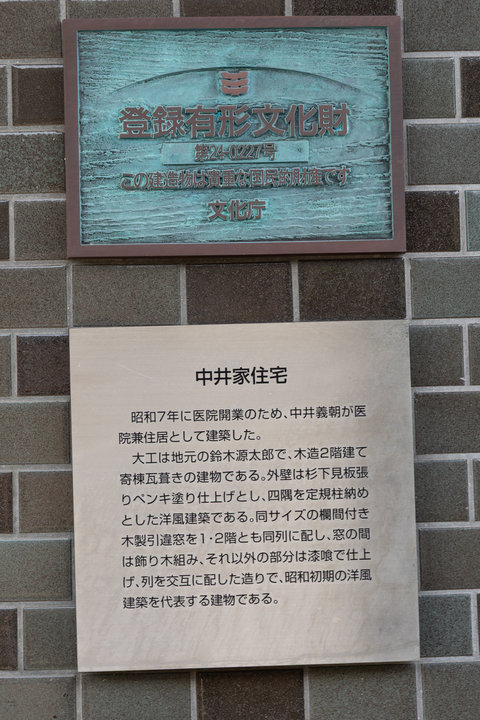 登録有形文化財
第24-0227号
この建造物は貴重な国民的財産です
文化庁
中井家住宅
昭和7年に医院開業のため、中井義朝が医
院兼住居として建築した。
大工は地元の鈴木源太郎で、木造2階建て
寄棟瓦葺きの建物である。外壁は杉下見板張
りペンキ塗り仕上げとし、四隅を定規柱納め
とした洋風建築である。同サイズの欄間付き
木製引違窓を1・2階とも同列に配し、窓の間
は飾り木組み、それ以外の部分は漆喰で仕上
げ、列を交互に配した造りで、昭和初期の洋風
建築を代表する建物である。